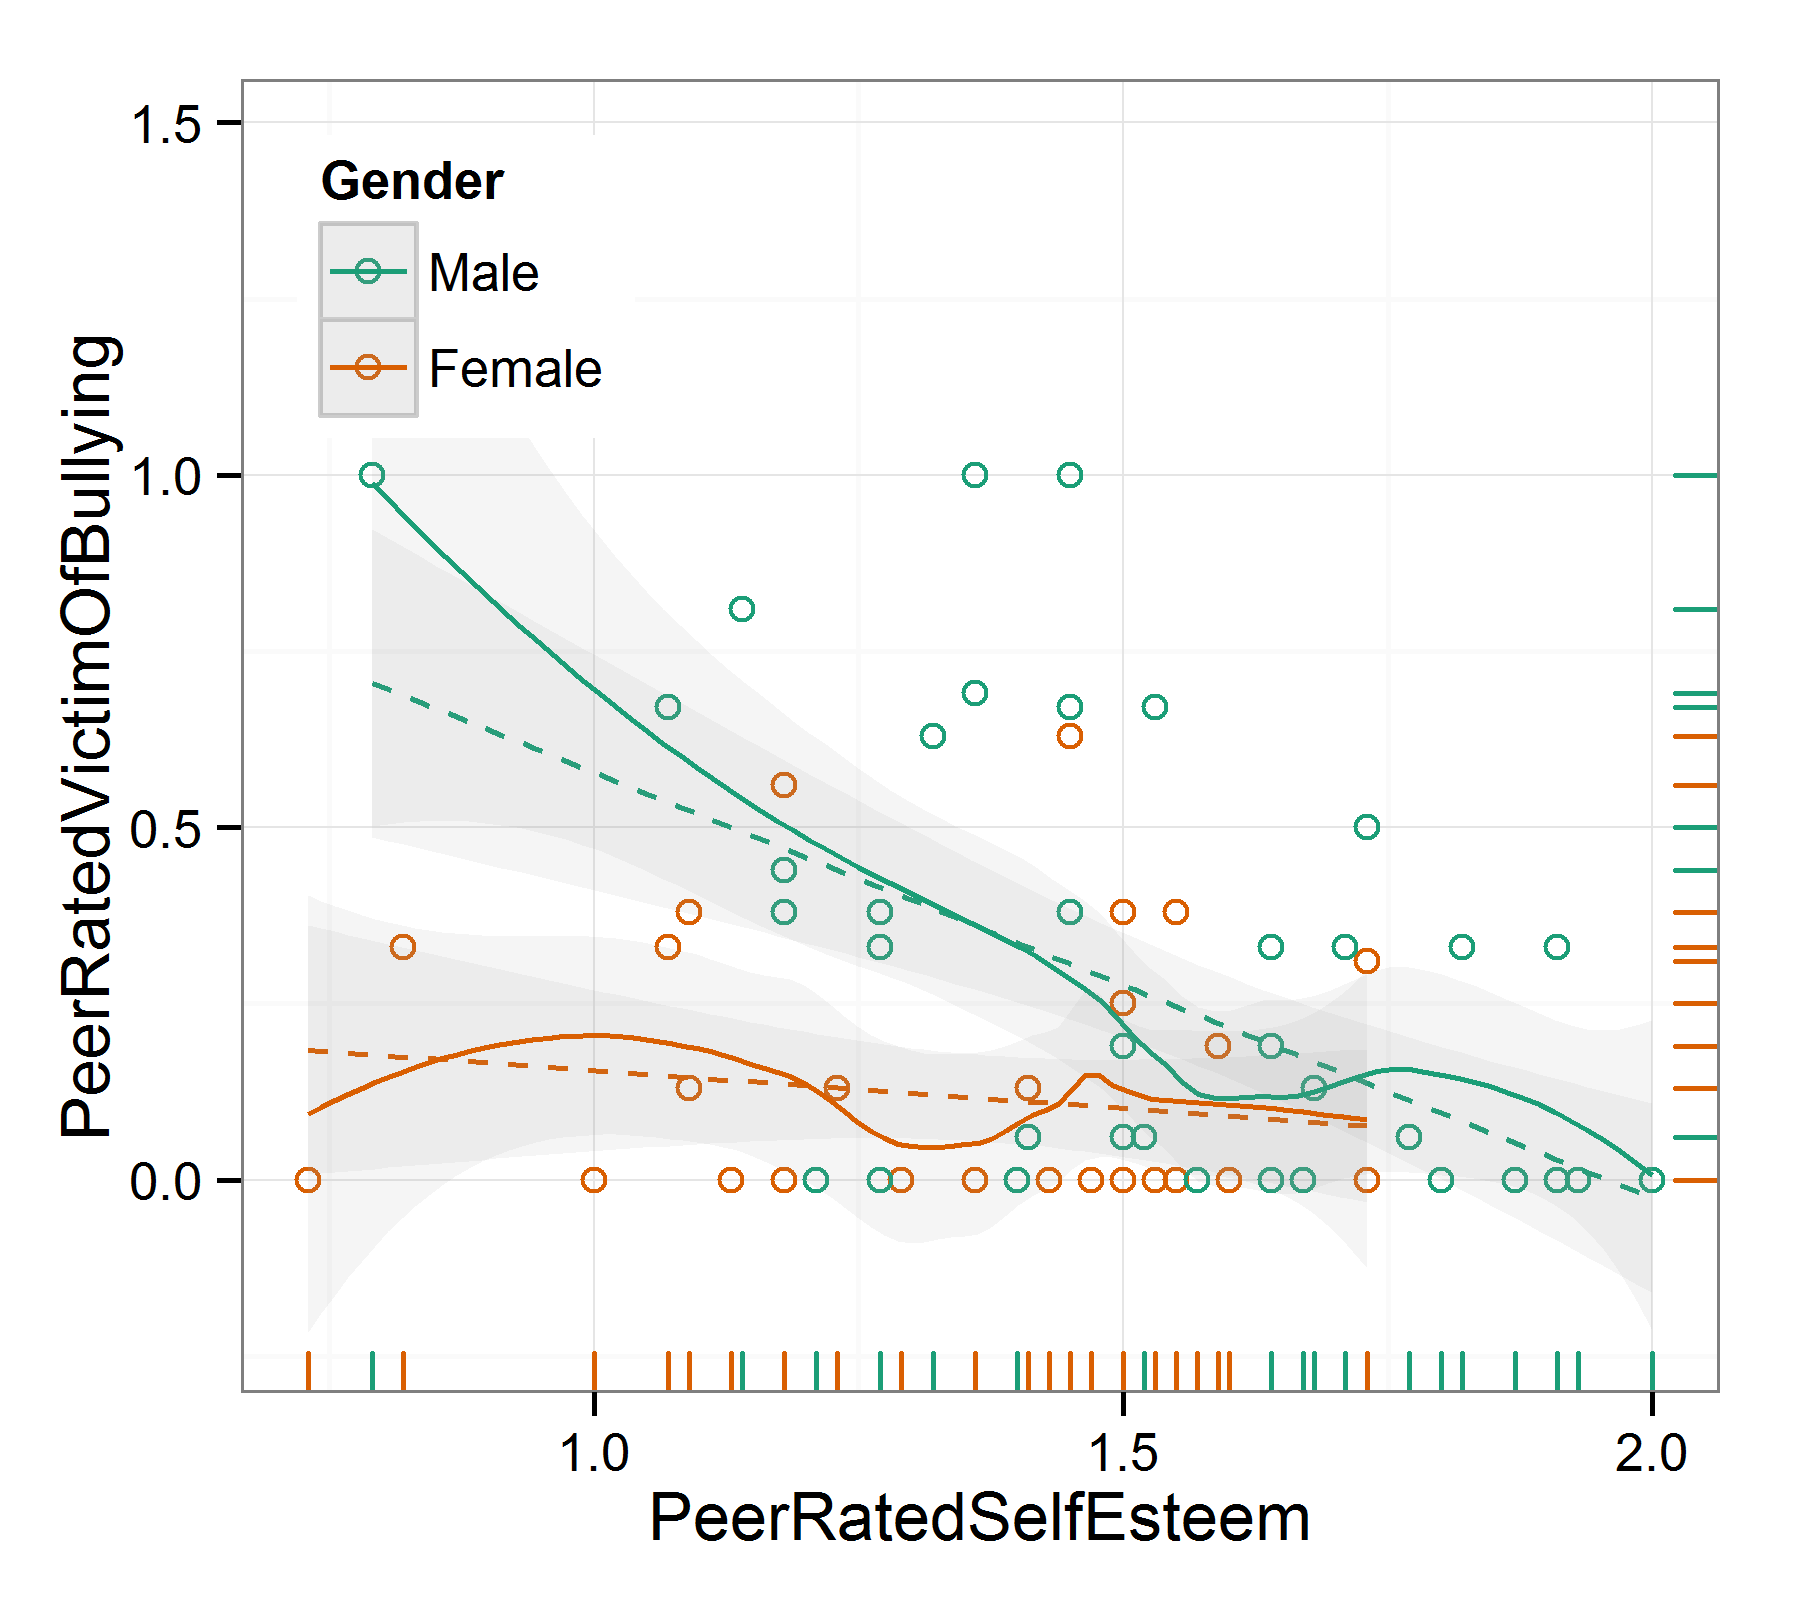 1.5
Gender
Male
Female
1.0
0.5
0.0
PeerRatedVictimOfBullying
1.0 1.5 2.0
PeerRatedSelfEsteem